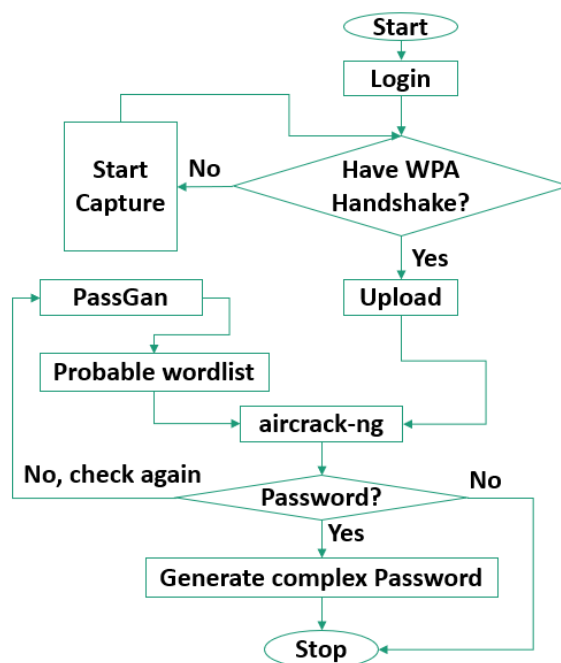 Start
Login
Start
Capture
No
Have WPA
Handshake?
Yes
PassGan
Upload
Probable wordlist
aircrack-ng
No, check again
Password?
No
Yes
Generate complex Password
Stop